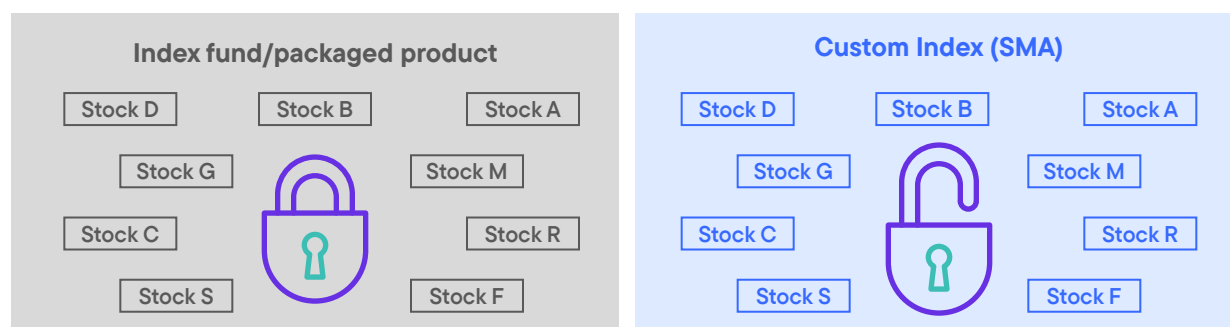 Index fund/packaged product
Stock D
Stock B
Stock A
Stock G
Stock M
Stock C
Stock R
Stock S
Stock F
Custom Index (SMA)
Stock D
Stock B
Stock A
Stock G
Stock M
Stock C
Stock R
Stock S
Stock F